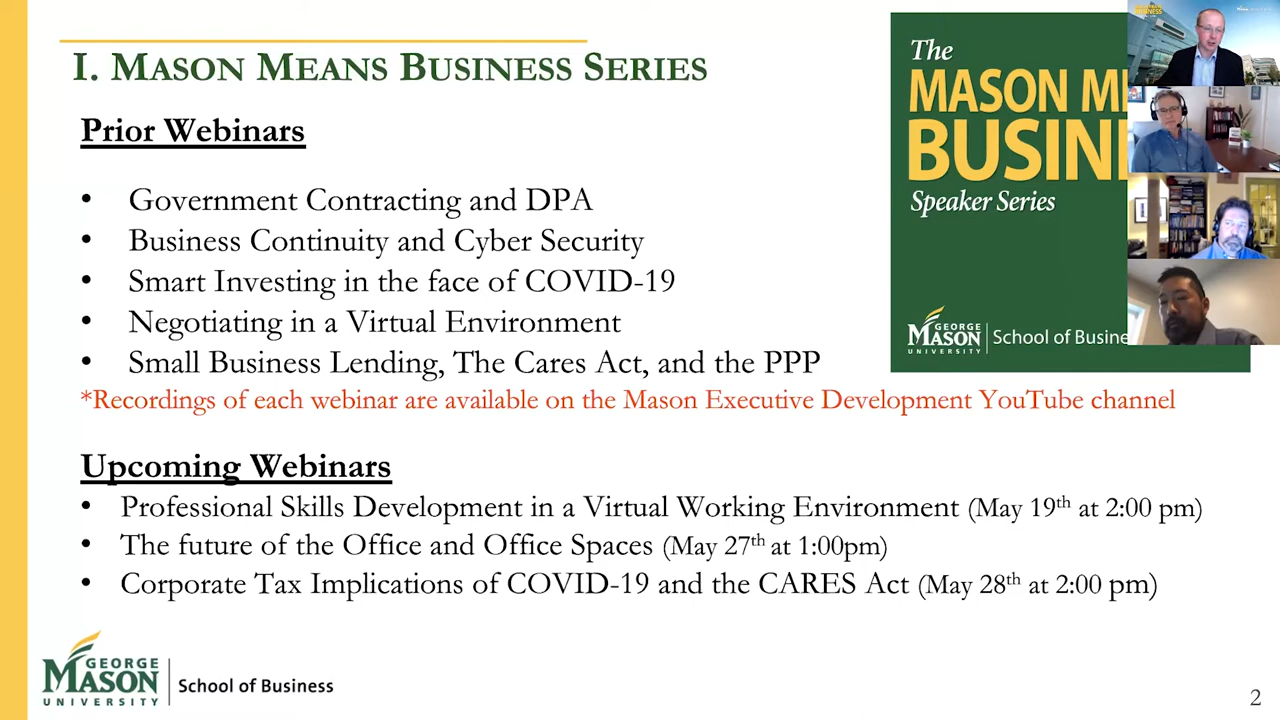 I. MASON MEANS BUSINESS SERIES
Prior Webinars
• Government Contracting and DPA
• Business Continuity and Cyber Security
• Smart Investing in the face of COVID-19
• Negotiating in a Virtual Environment
• Small Business Lending, The Cares Act, and the PPP
*Recordings of each webinar are available on the Mason Executive Development YouTube channel
Upcoming Webinars
• Professional Skills Development in a Virtual Working Environment (May 19th at 2:00 pm)
• The future of the Office and Office Spaces (May 27th at 1:00pm)
• Corporate Tax Implications of COVID-19 and the CARES Act (May 28th at 2:00 pm)
The
MASON M
BUSIN
Speaker Series
GEORGE
MASON
UNIVERSITY
School of Busine
GEORGE
MASON
UNIVERSITY
School of Business
2